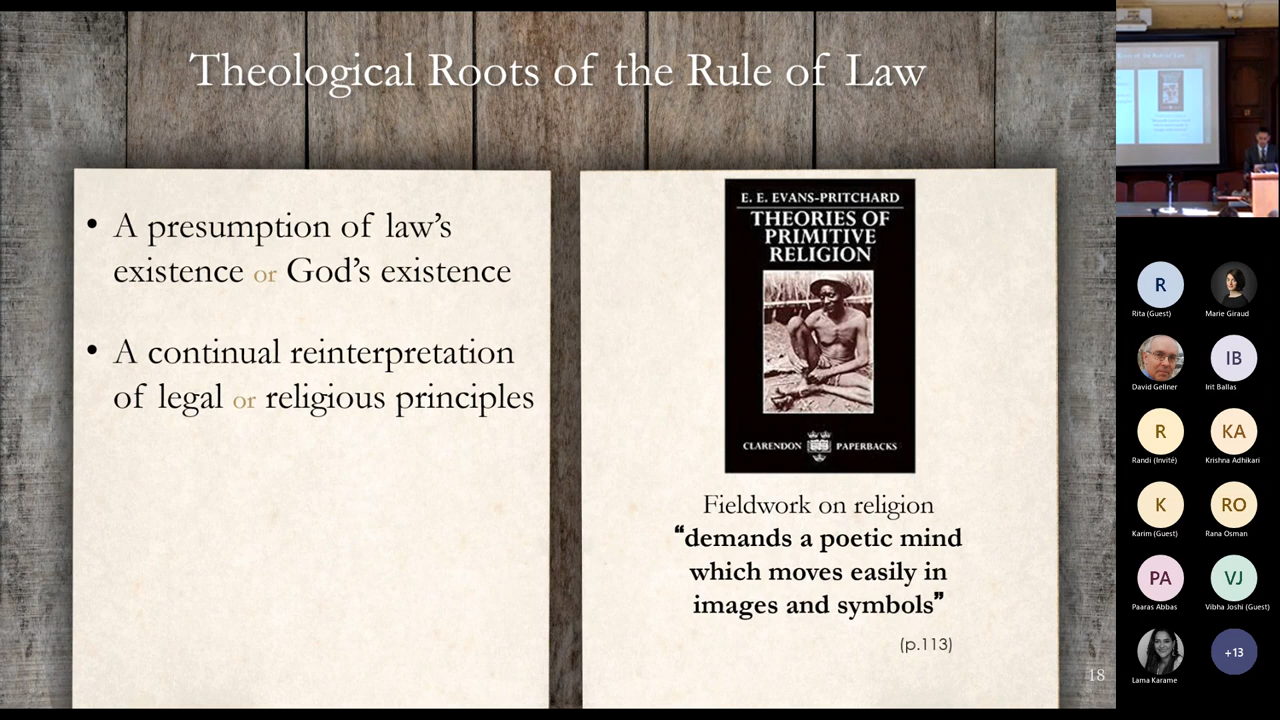 Theological Roots of the Rule of Law
• A presumption of law’s
existence or God’s existence
• A continual reinterpretation
of legal or religious principles
E. E. EVANS-PRITCHARD
THEORIES OF
PRIMITIVE
RELIGION
CLARENDON PAPERBACKS
Fieldwork on religion
“demands a poetic mind
which moves easily in
images and symbols”
(p.113)
18
R
Rita (Guest)
Marie Giraud
David Gellner
IB
Irit Ballas
R
Randi (Invité)
KA
Krishna Adhikari
K
Karim (Guest)
RO
Rana Osman
PA
Paaras Abbas
VJ
Vibha Joshi (Guest)
Lama Karame
+13